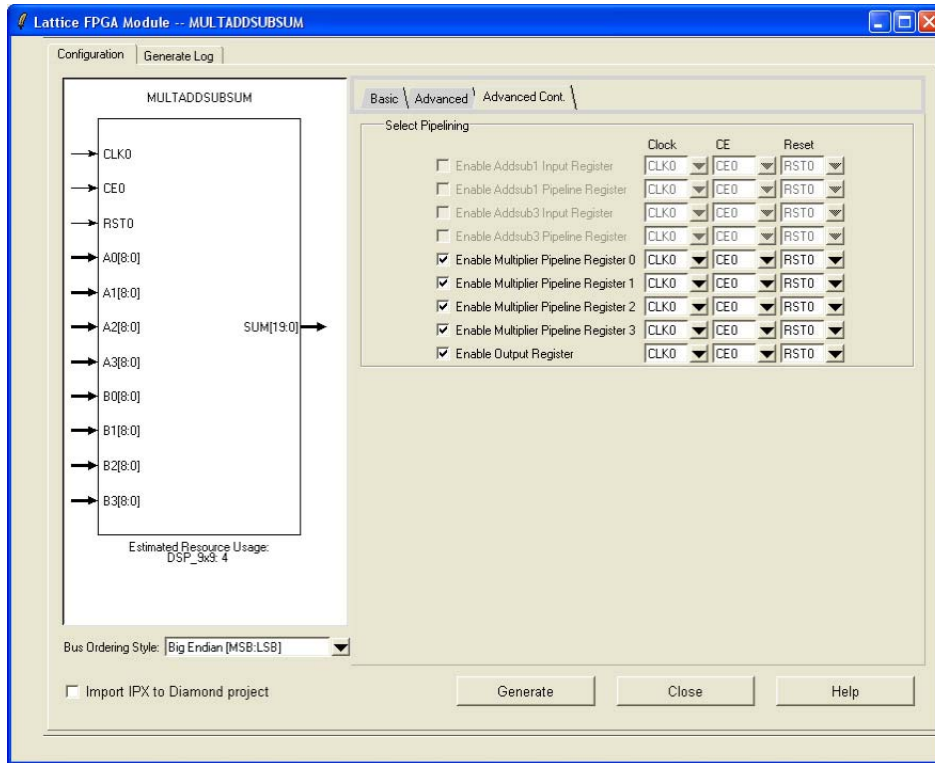 Lattice FPGA Module -- MULTADDSUBSUM
Configuration Generate Log
MULTADDSUBSUM
CLK0
CE0
RST0
A0[8:0]
A1[8:0]
A2[8:0] SUM[19:0]
A3[8:0]
B0[8:0]
B1[8:0]
B2[8:0]
B3[8:0]
Estimated Resource Usage:
DSP_9x9: 4
Bus Ordering Style: Big Endian [MSB:LSB]
Import IPX to Diamond project
Basic Advanced Advanced Cont.
Select Pipelining
Clock CE Reset
Enable Addsub1 Input Register CLK0 CE0 RST0
Enable Addsub1 Pipeline Register CLK0 CE0 RST0
Enable Addsub3 Input Register CLK0 CE0 RST0
Enable Addsub3 Pipeline Register CLK0 CE0 RST0
Enable Multiplier Pipeline Register 0 CLK0 CE0 RST0
Enable Multiplier Pipeline Register 1 CLK0 CE0 RST0
Enable Multiplier Pipeline Register 2 CLK0 CE0 RST0
Enable Multiplier Pipeline Register 3 CLK0 CE0 RST0
Enable Output Register CLK0 CE0 RST0
Generate Close Help